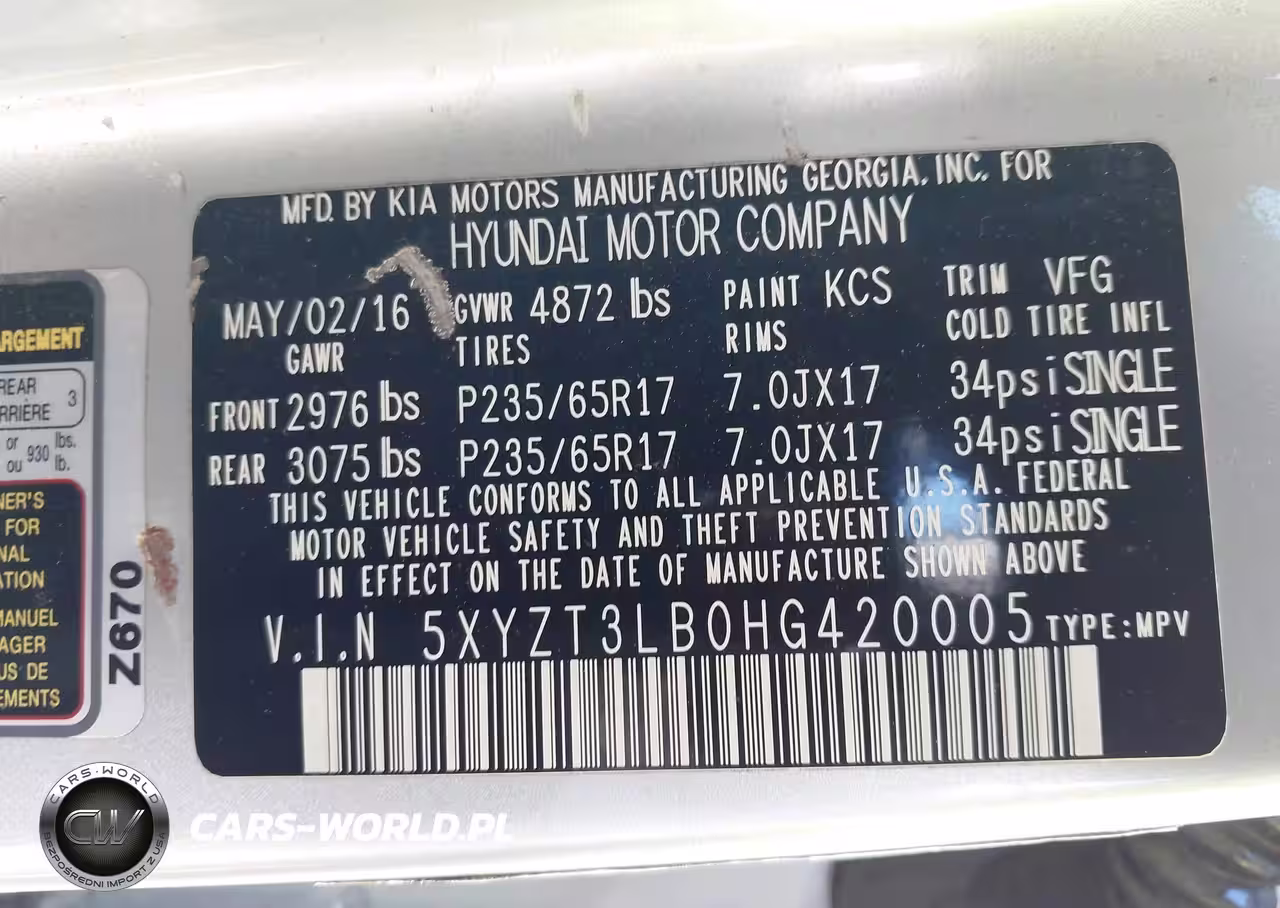 MFD. BY KIA MOTORS MANUFACTURING GEORGIA, INC. FOR
HYUNDAI MOTOR COMPANY
MAY/02/16 GVWR 4872 lbs PAINT KCS TRIM VFG
GAWR TIRES RIMS COLD TIRE INFL
FRONT 2976 lbs P235/65R17 7.0JX17 34psi SINGLE
REAR 3075 lbs P235/65R17 7.0JX17 34psi SINGLE
THIS VEHICLE CONFORMS TO ALL APPLICABLE U.S.A. FEDERAL
MOTOR VEHICLE SAFETY AND THEFT PREVENTION STANDARDS
IN EFFECT ON THE DATE OF MANUFACTURE SHOWN ABOVE
V.I.N 5XYZT3LB0HG420005 TYPE:MPV
ARGEMENT
REAR
RRIÈRE 3
or 930 lbs.
ou lb.
NER'S
FOR
NAL
ATION
MANUEL
AGER
US DE
EMENTS
Z670
CARS-WORLD
CW
BEZPOŚREDNI IMPORT Z USA
CARS-WORLD.PL